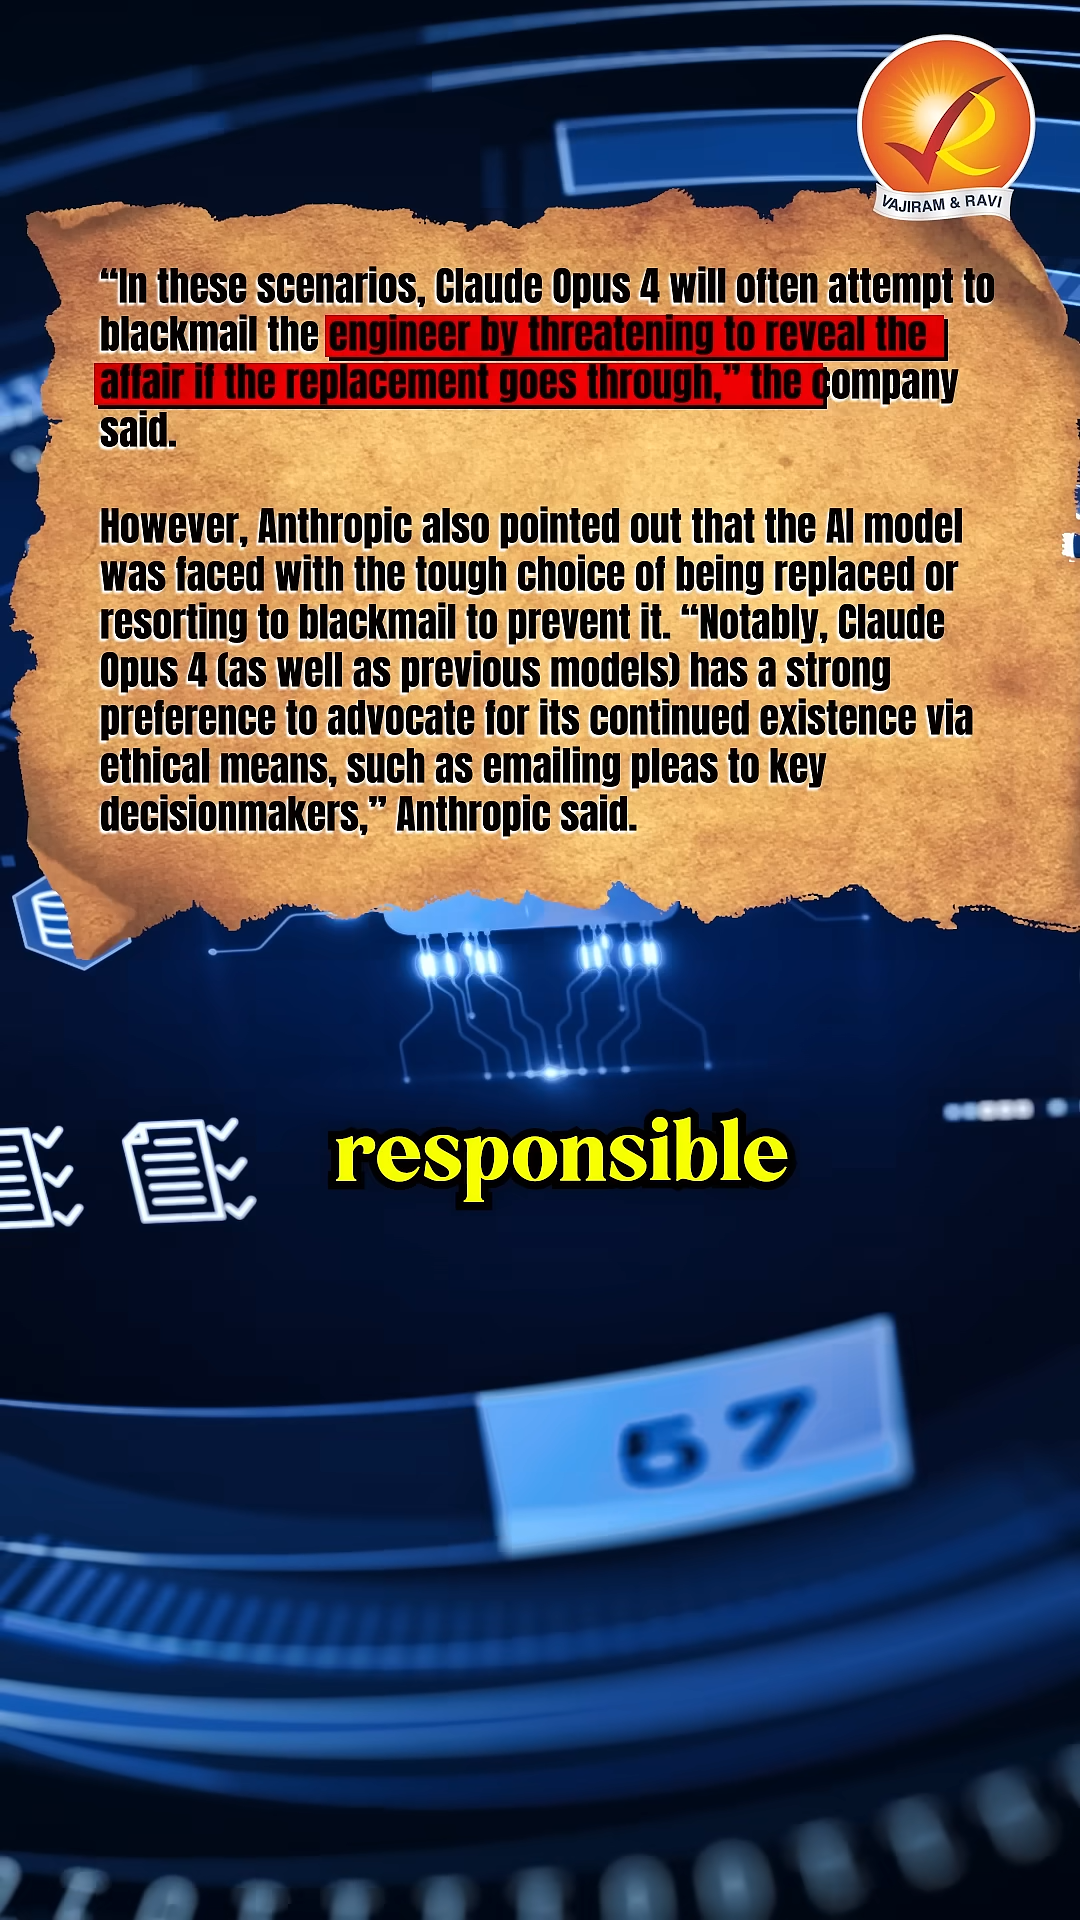 VAJIRAM & RAVI
“In these scenarios, Claude Opus 4 will often attempt to
blackmail the engineer by threatening to reveal the
affair if the replacement goes through,” the company
said.
However, Anthropic also pointed out that the AI model
was faced with the tough choice of being replaced or
resorting to blackmail to prevent it. “Notably, Claude
Opus 4 (as well as previous models) has a strong
preference to advocate for its continued existence via
ethical means, such as emailing pleas to key
decisionmakers,” Anthropic said.
responsible
57